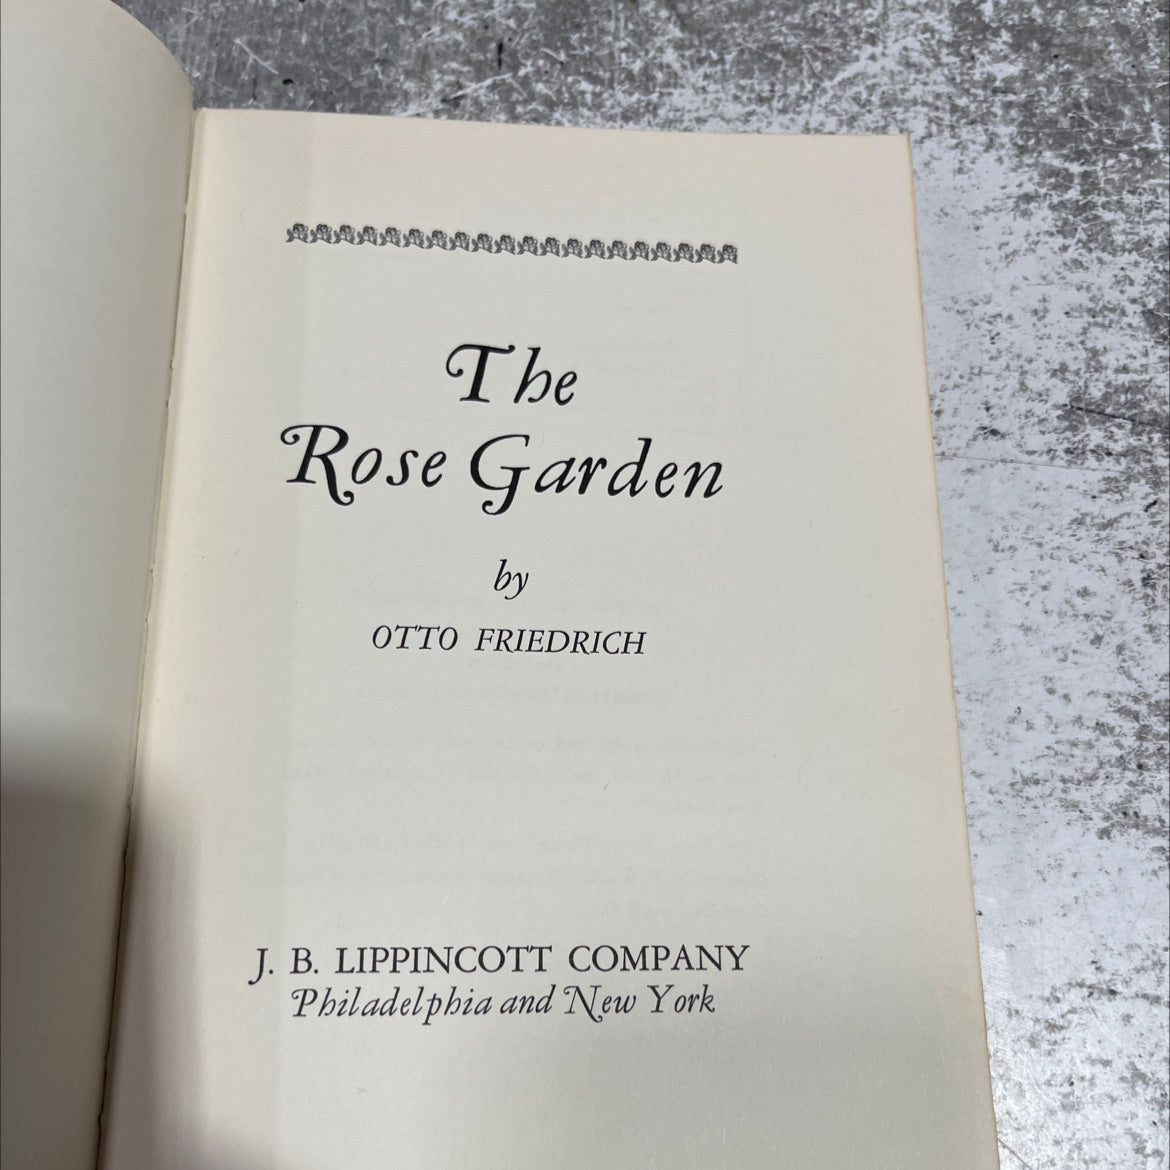 The
Rose Garden
by
OTTO FRIEDRICH
J. B. LIPPINCOTT COMPANY
Philadelphia and New York